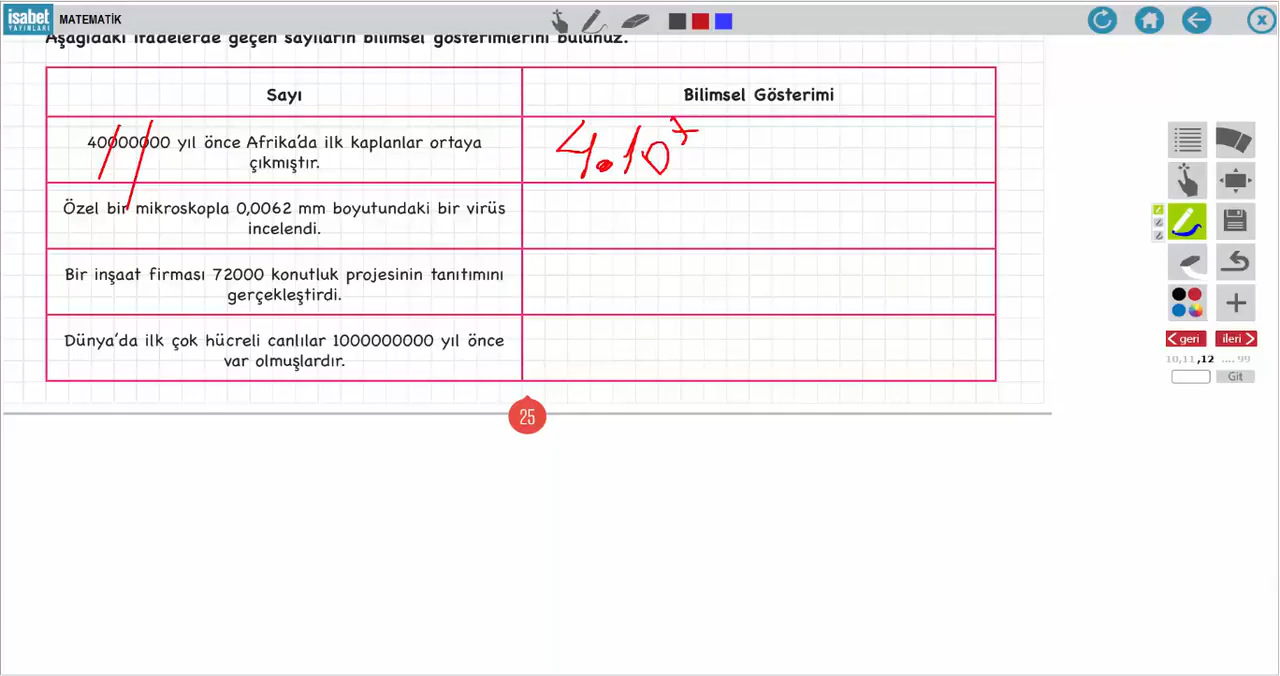 isabet
YAYINLARI
MATEMATİK
Aşağıdaki ifadelerde geçen sayıların bilimsel gösterimlerini bulunuz.
Sayı
Bilimsel Gösterimi
40000000 yıl önce Afrika'da ilk kaplanlar ortaya
çıkmıştır.
4.10⁷
Özel bir mikroskopla 0,0062 mm boyutundaki bir virüs
incelendi.
Bir inşaat firması 72000 konutluk projesinin tanıtımını
gerçekleştirdi.
Dünya'da ilk çok hücreli canlılar 1000000000 yıl önce
var olmuşlardır.
25
geri
ileri
10,11,12 .... 99
Git